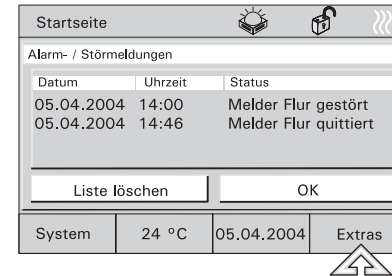 Startseite
Alarm- / Störmeldungen
Datum Uhrzeit Status
05.04.2004 14:00 Melder Flur gestört
05.04.2004 14:46 Melder Flur quittiert
Liste löschen OK
System 24 °C 05.04.2004 Extras